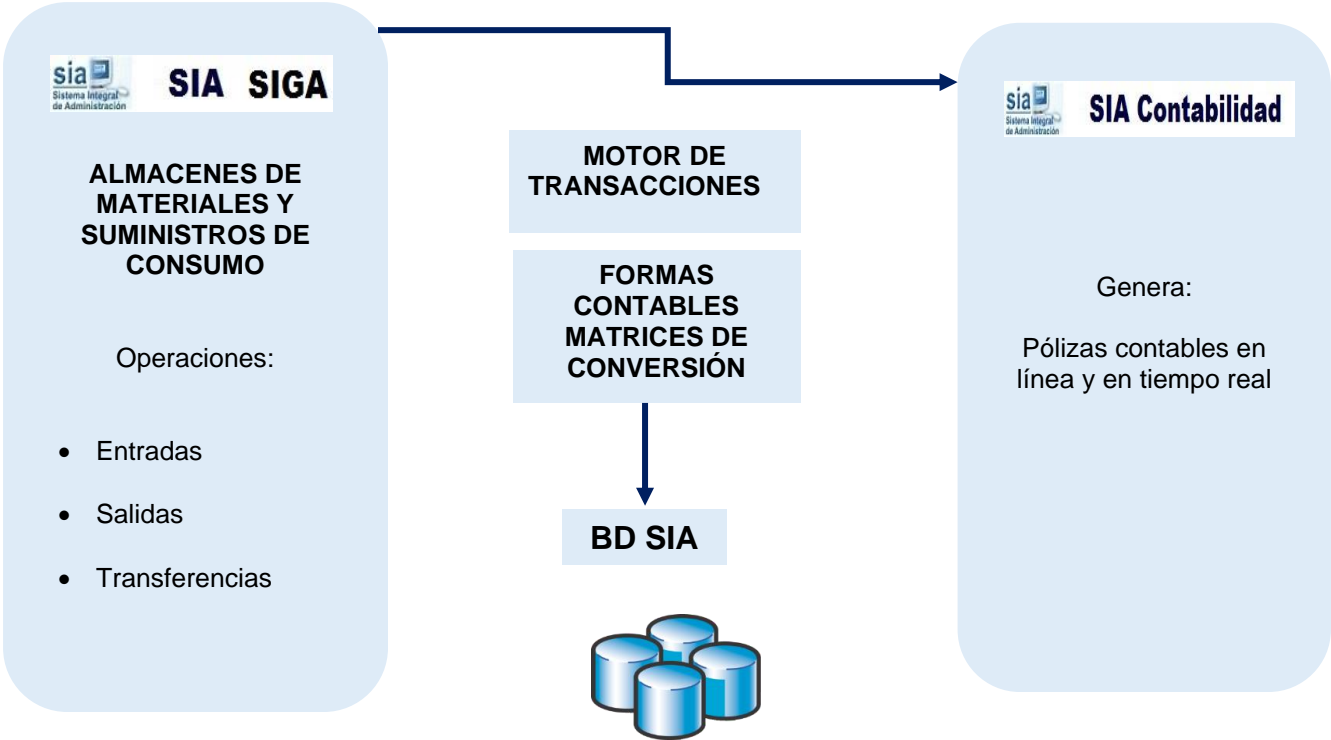 sia
Sistema Integral
de Administración
SIA SIGA
ALMACENES DE
MATERIALES Y
SUMINISTROS DE
CONSUMO
Operaciones:
• Entradas
• Salidas
• Transferencias
MOTOR DE
TRANSACCIONES
FORMAS
CONTABLES
MATRICES DE
CONVERSIÓN
BD SIA
sia
Sistema Integral
de Administración
SIA Contabilidad
Genera:
Pólizas contables en
línea y en tiempo real